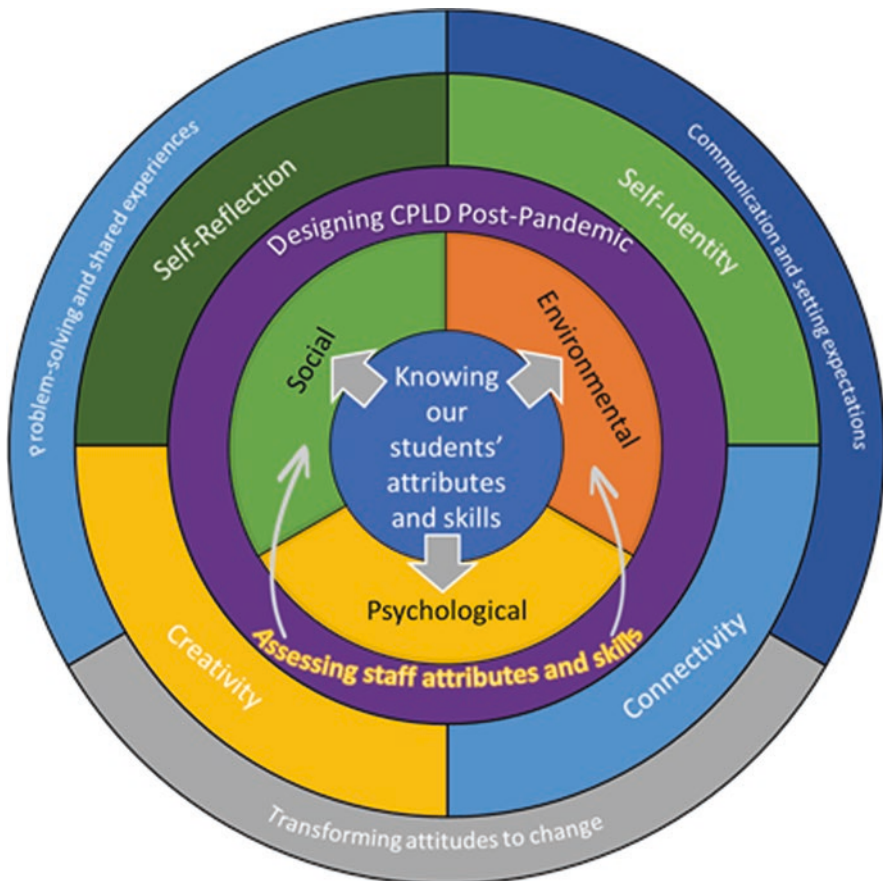 Problem-solving and shared experiences
Communication and setting expectations
Self-Reflection
Self-Identity
Designing CPLD Post-Pandemic
Social
Environmental
Knowing
our
students’
attributes
and skills
Psychological
Assessing staff attributes and skills
Creativity
Connectivity
Transforming attitudes to change